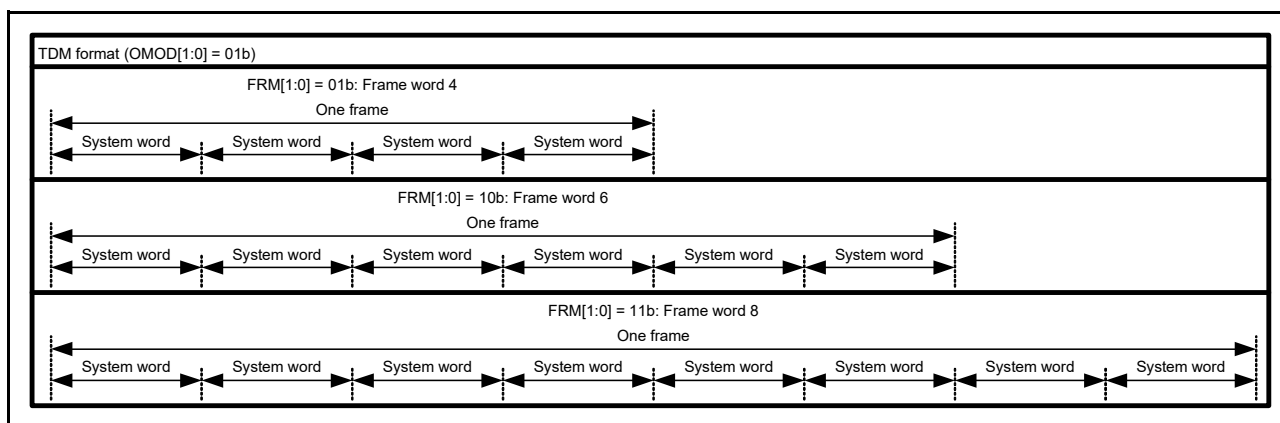 TDM format (OMOD[1:0] = 01b)
FRM[1:0] = 01b: Frame word 4
One frame
System word System word System word System word
FRM[1:0] = 10b: Frame word 6
One frame
System word System word System word System word System word System word
FRM[1:0] = 11b: Frame word 8
One frame
System word System word System word System word System word System word System word System word